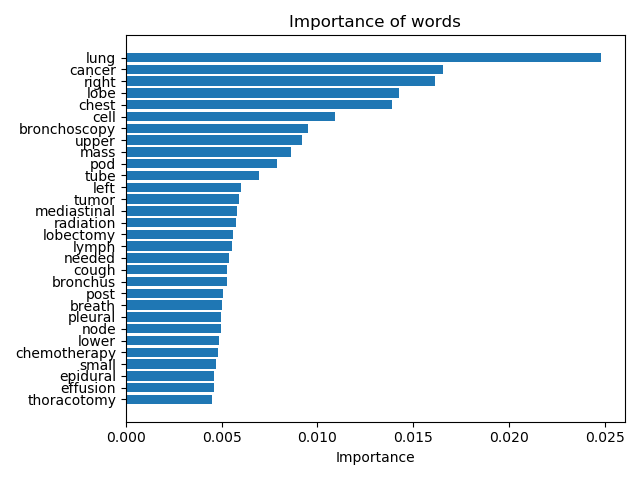 Importance of words
lung
cancer
right
lobe
chest
cell
bronchoscopy
upper
mass
pod
tube
left
tumor
mediastinal
radiation
lobectomy
lymph
needed
cough
bronchus
post
breath
pleural
node
lower
chemotherapy
small
epidural
effusion
thoracotomy
0.000 0.005 0.010 0.015 0.020 0.025
Importance